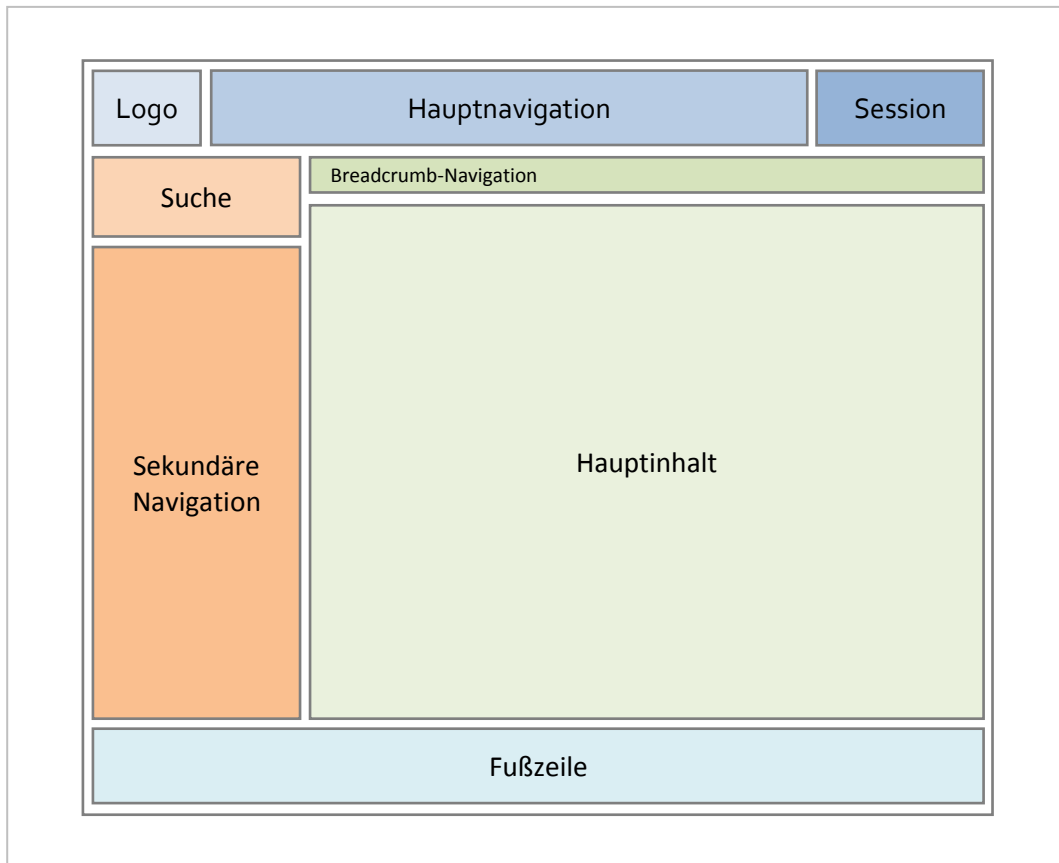 Logo
Hauptnavigation
Session
Suche
Breadcrumb-Navigation
Sekundäre
Navigation
Hauptinhalt
Fußzeile